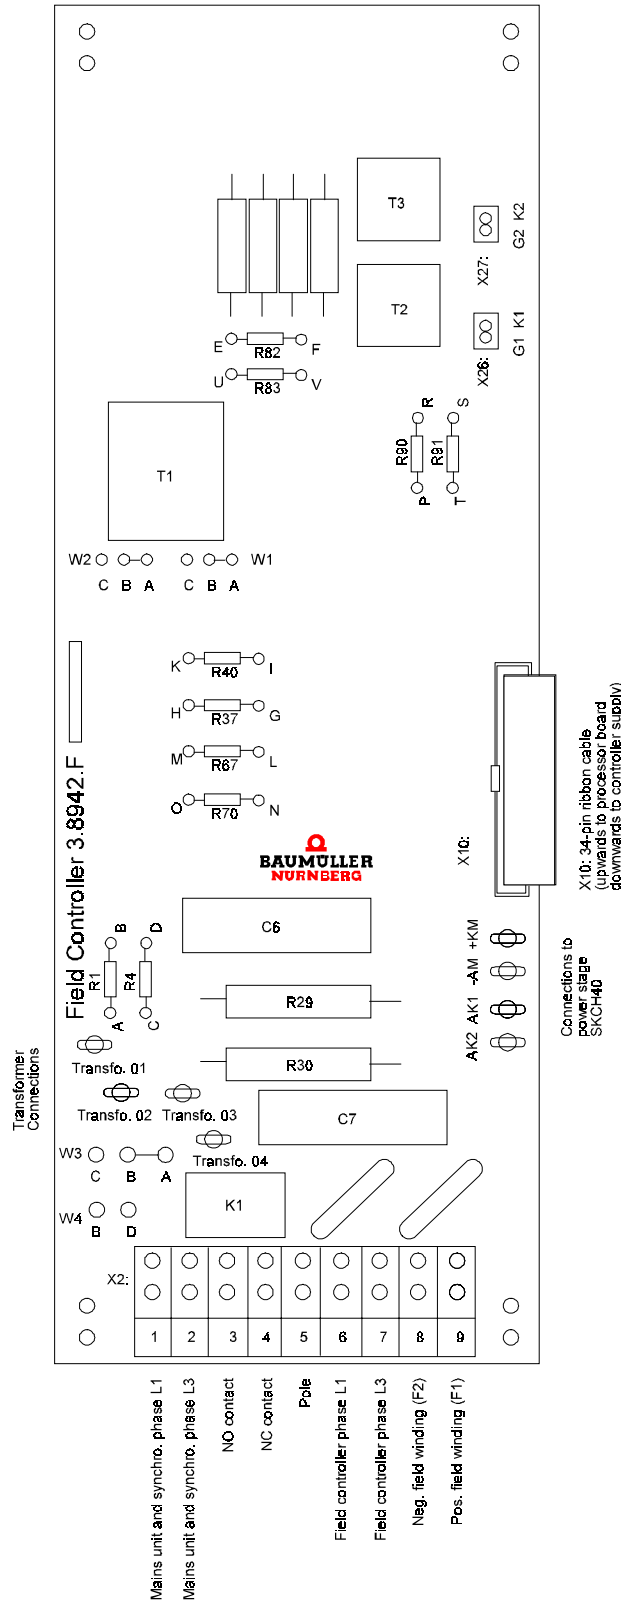 T3
K2
G2
X27:
T2
K1
G1
X26:
E
R82
F
U
R83
V
R
S
R90
R91
P
T
T1
W2
W1
C B A
C B A
K
R40
I
H
R37
G
M
R67
L
O
R70
N
Field Controller 3.8942.F
BAUMÜLLER
NÜRNBERG
X10:
X10: 34-pin ribbon cable
(upwards to processor board
downwards to controller supply)
C6
B
D
R1
R4
A
C
R29
R30
C7
AK2 AK1 -AM +KM
Connections to
power stage
SKCH40
Transformer
Connections
Transfo. 01
Transfo. 02
Transfo. 03
Transfo. 04
W3
C B A
W4
B D
K1
X2:
1 2 3 4 5 6 7 8 9
Mains unit and synchro. phase L1
Mains unit and synchro. phase L3
NO contact
NC contact
Pole
Field controller phase L1
Field controller phase L3
Neg. field winding (F2)
Pos. field winding (F1)